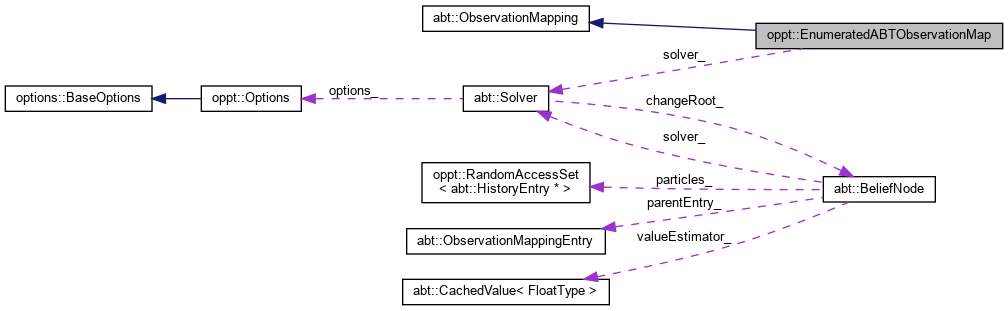 abt::ObservationMapping
oppt::EnumeratedABTObservationMap
solver_
options::BaseOptions
oppt::Options
options_
abt::Solver
changeRoot_
solver_
oppt::RandomAccessSet
< abt::HistoryEntry * >
particles_
abt::BeliefNode
parentEntry_
abt::ObservationMappingEntry
valueEstimator_
abt::CachedValue< FloatType >